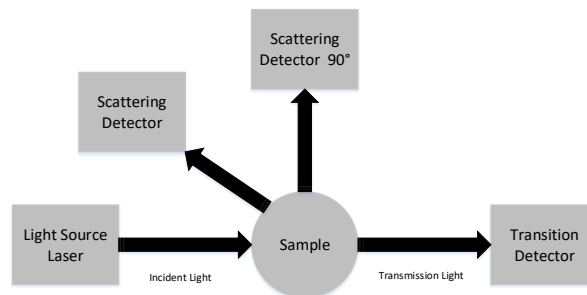 Scattering
Detector 90°
Scattering
Detector
Light Source
Laser
Sample
Transition
Detector
Incident Light
Transmission Light